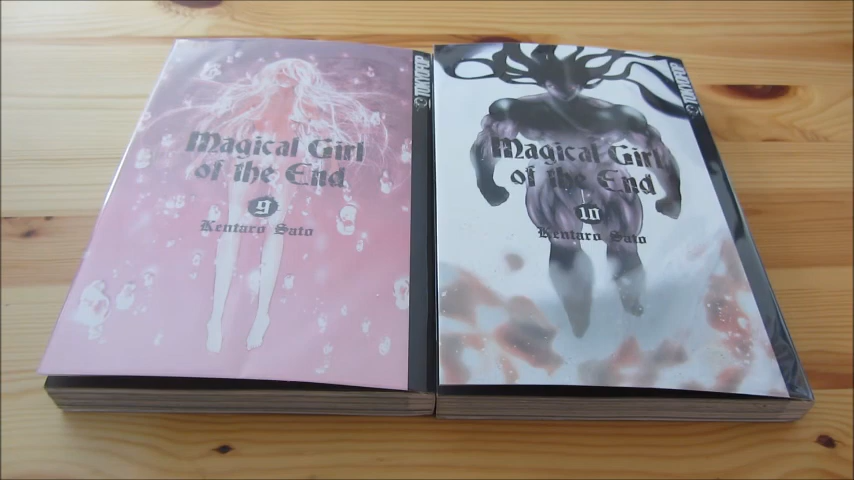 TOKYOPOP
Magical Girl
of the End
9
Kentaro Sato
TOKYOPOP
Magical Girl
of the End
10
Kentaro Sato